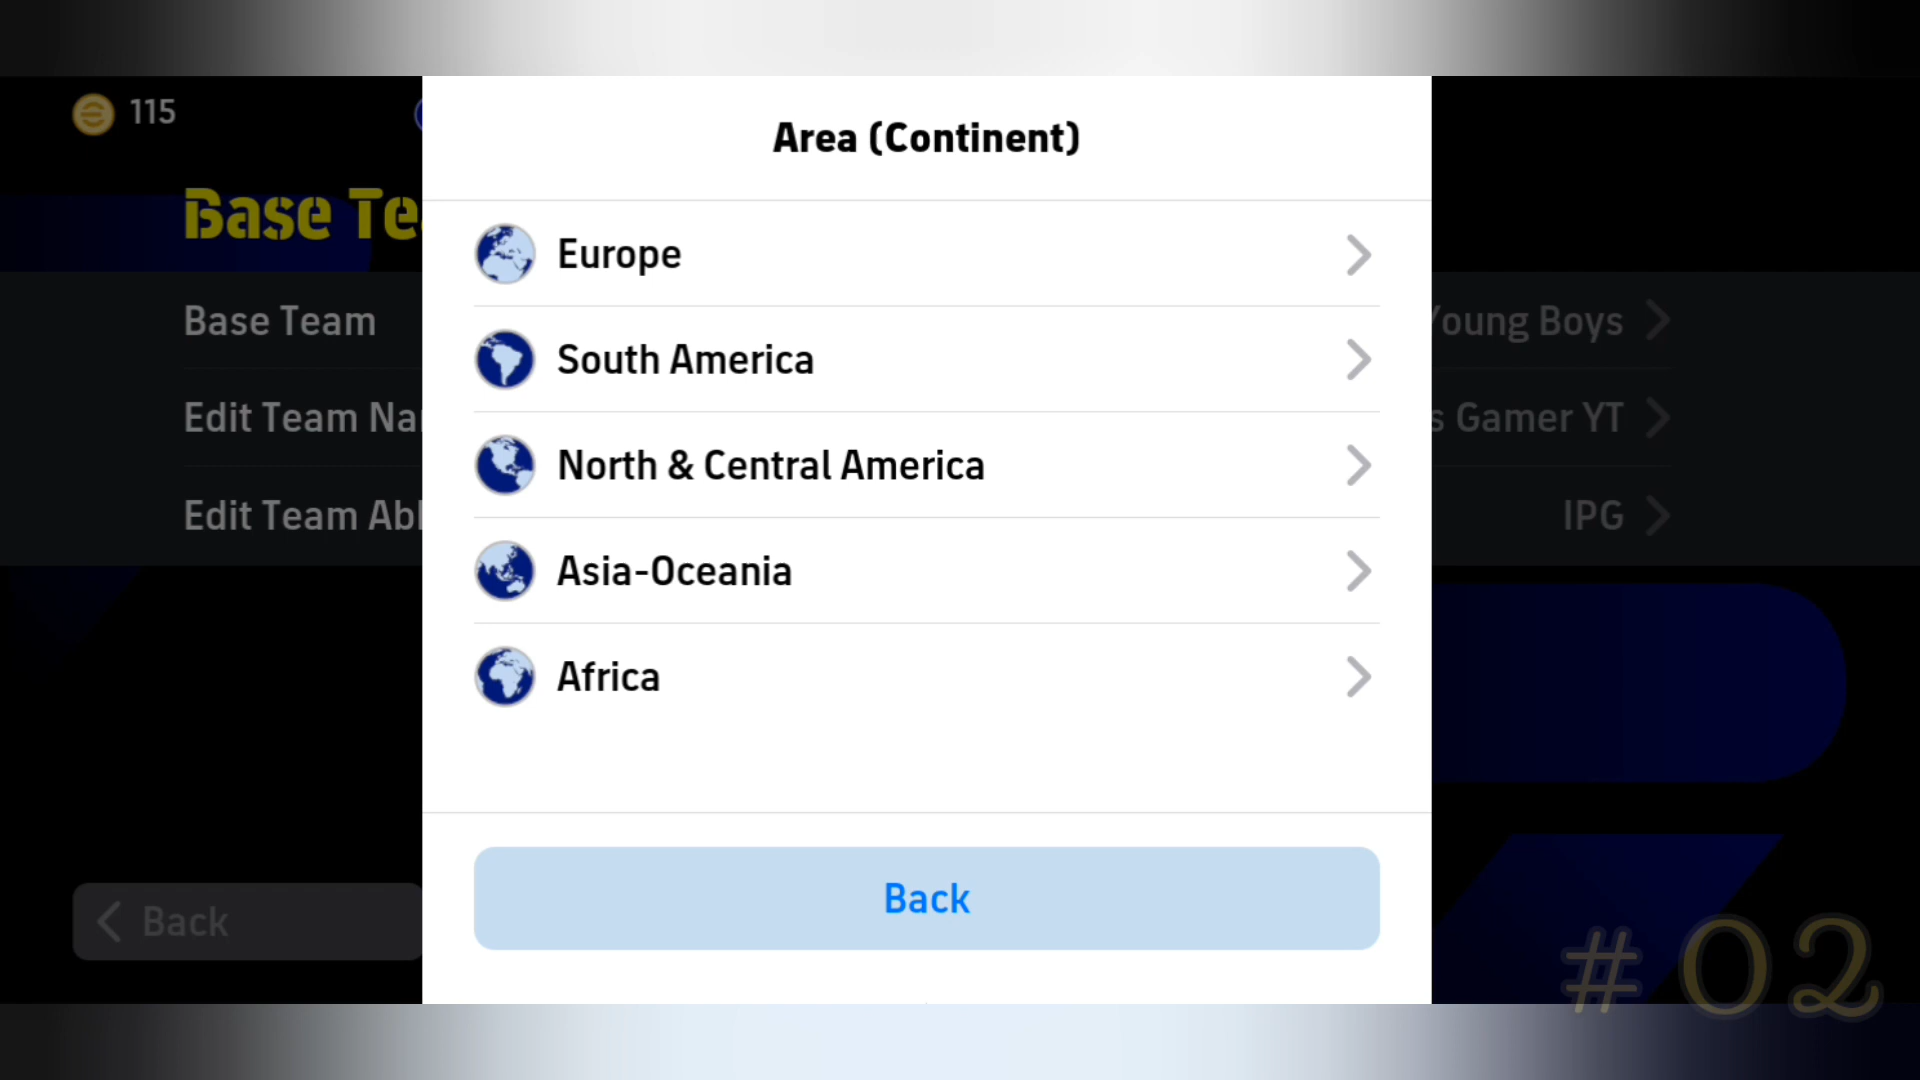 115
Area (Continent)
Base Te
Europe
Base Team
Young Boys
South America
Edit Team Na
s Gamer YT
North & Central America
Edit Team Ab
IPG
Asia-Oceania
Africa
Back
Back
# 02